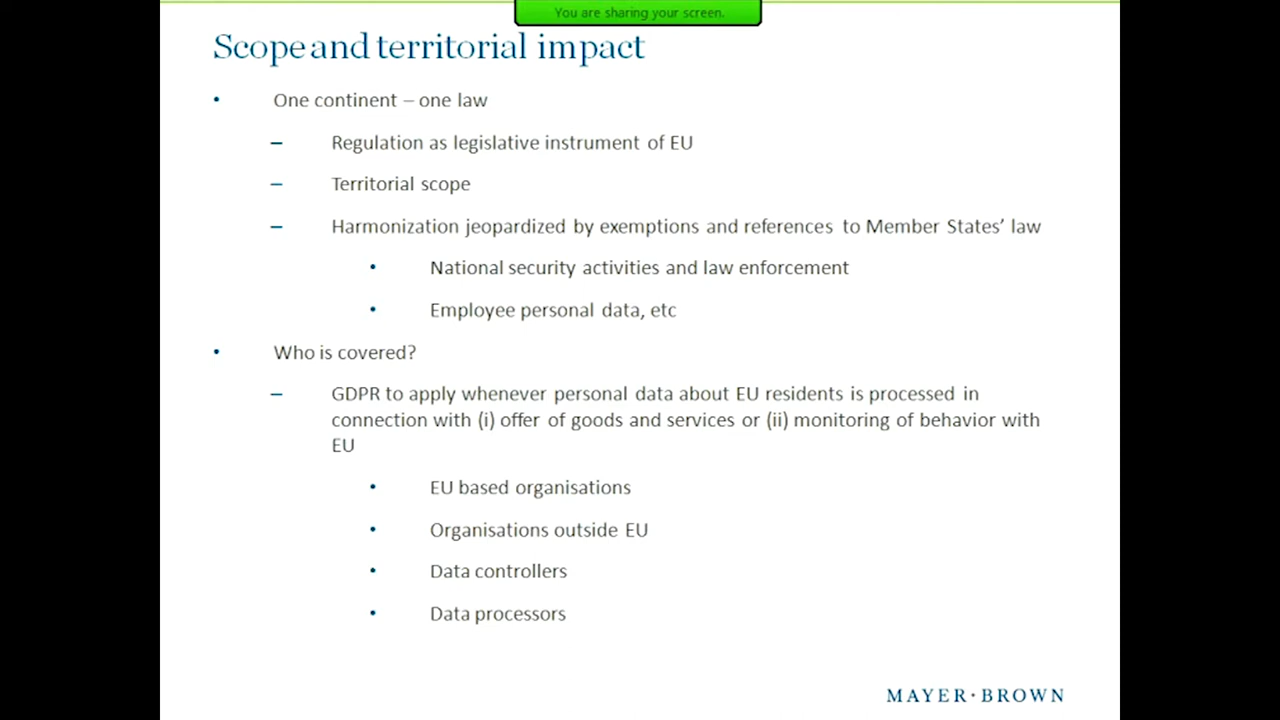 You are sharing your screen.
Scope and territorial impact
• One continent – one law
– Regulation as legislative instrument of EU
– Territorial scope
– Harmonization jeopardized by exemptions and references to Member States’ law
• National security activities and law enforcement
• Employee personal data, etc
• Who is covered?
– GDPR to apply whenever personal data about EU residents is processed in
connection with (i) offer of goods and services or (ii) monitoring of behavior with
EU
• EU based organisations
• Organisations outside EU
• Data controllers
• Data processors
MAYER·BROWN